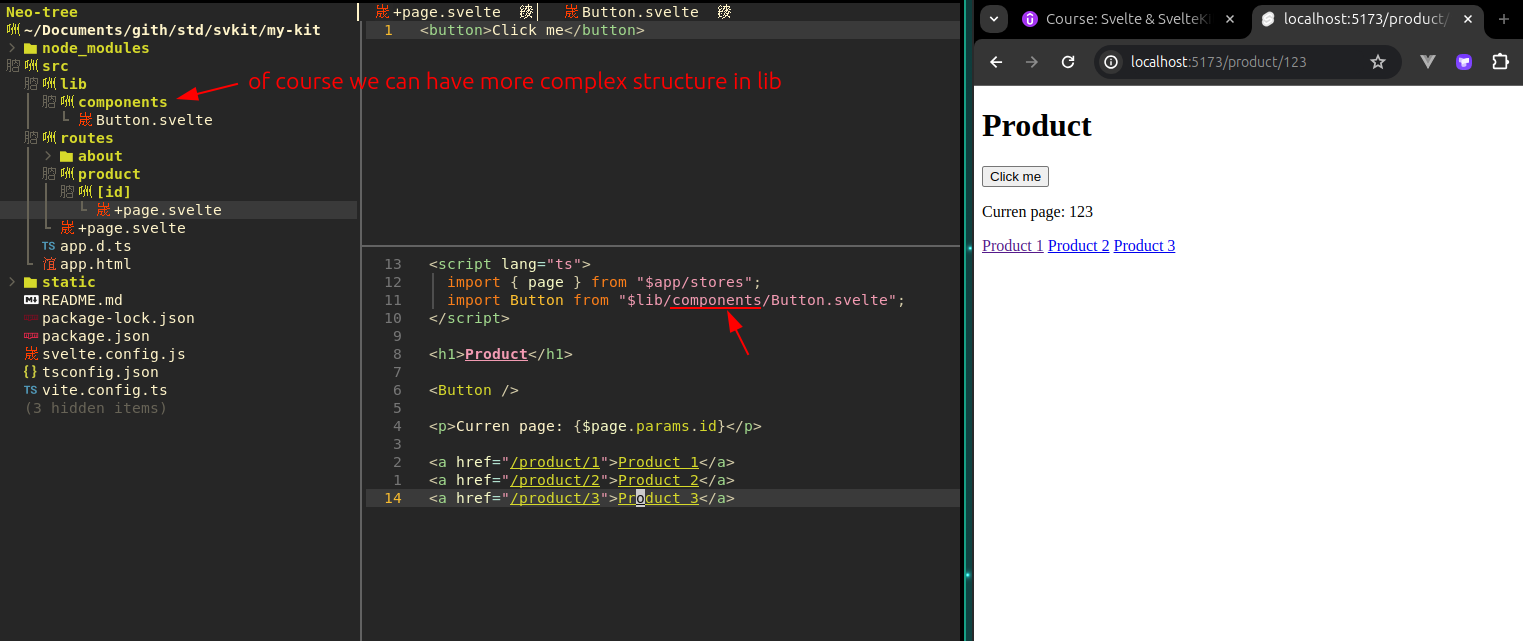 Neo-tree
~/Documents/gith/std/svkit/my-kit
node_modules
src
lib
components
Button.svelte
routes
about
product
[id]
+page.svelte
+page.svelte
TS app.d.ts
app.html
static
README.md
package-lock.json
package.json
svelte.config.js
{} tsconfig.json
TS vite.config.ts
(3 hidden items)
of course we can have more complex structure in lib
+page.svelte
Button.svelte
1 <button>Click me</button>
13 <script lang="ts">
12 import { page } from "$app/stores";
11 import Button from "$lib/components/Button.svelte";
10 </script>
9
8 <h1>Product</h1>
7
6 <Button />
5
4 <p>Curren page: {$page.params.id}</p>
3
2 <a href="/product/1">Product 1</a>
1 <a href="/product/2">Product 2</a>
14 <a href="/product/3">Product 3</a>
Course: Svelte & SvelteKi
localhost:5173/product/
localhost:5173/product/123
Product
Click me
Curren page: 123
Product 1 Product 2 Product 3